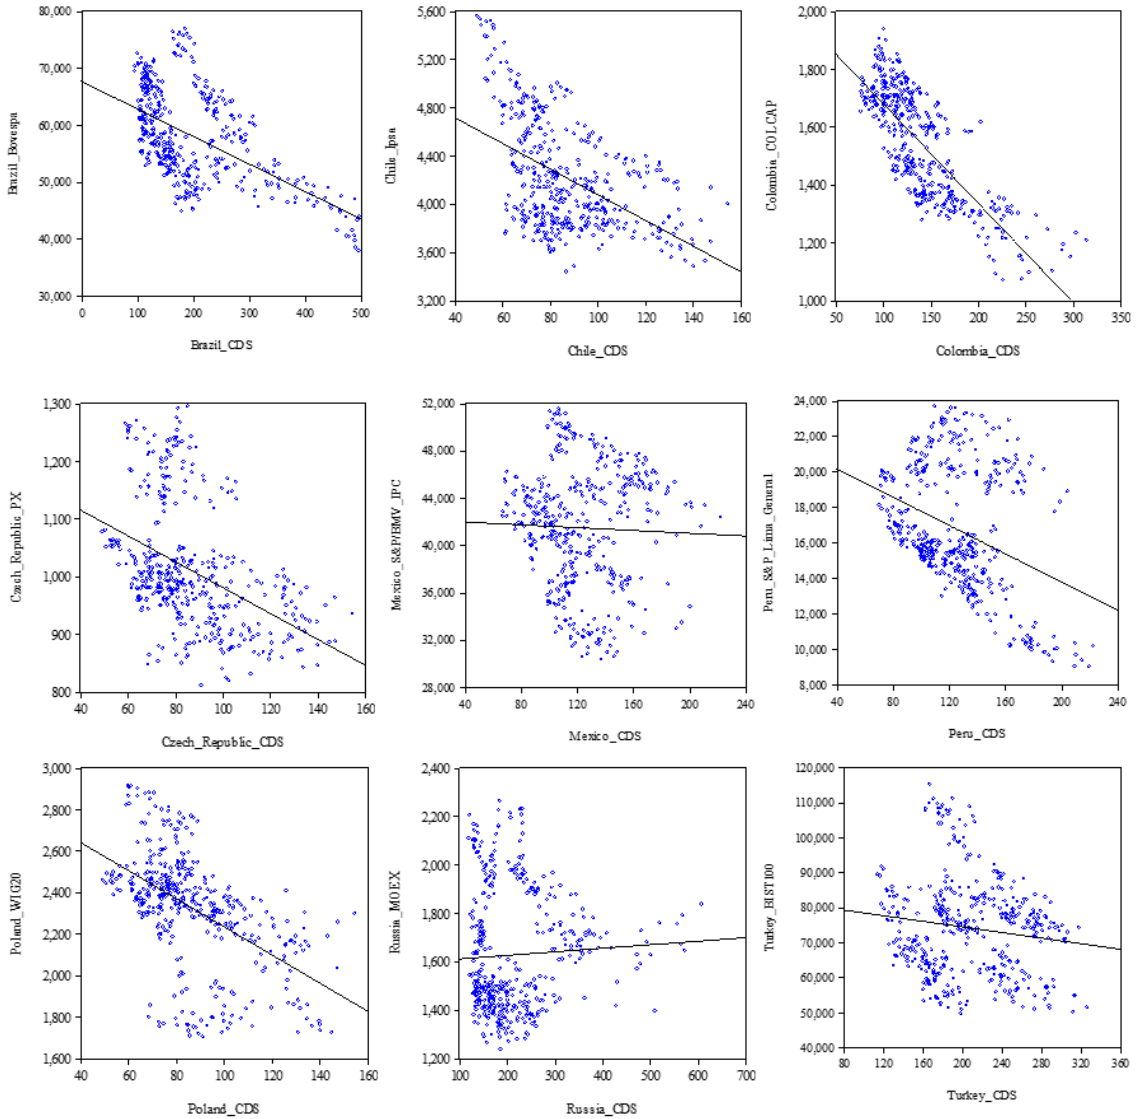 80,000
70,000
60,000
50,000
40,000
30,000
Brazil_Bovespa
0 100 200 300 400 500
Brazil_CDS
5,600
5,200
4,800
4,400
4,000
3,600
3,200
Chile_Ipsa
40 60 80 100 120 140 160
Chile_CDS
2,000
1,800
1,600
1,400
1,200
1,000
Colombia_COLCAP
50 100 150 200 250 300 350
Colombia_CDS
1,300
1,200
1,100
1,000
900
800
Czech_Republic_PX
40 60 80 100 120 140 160
Czech_Republic_CDS
52,000
48,000
44,000
40,000
36,000
32,000
28,000
Mexico_S&P/BMV_IPC
40 80 120 160 200 240
Mexico_CDS
24,000
22,000
20,000
18,000
16,000
14,000
12,000
10,000
8,000
Peru_S&P_Lima_General
40 80 120 160 200 240
Peru_CDS
3,000
2,800
2,600
2,400
2,200
2,000
1,800
1,600
Poland_WIG20
40 60 80 100 120 140 160
Poland_CDS
2,400
2,200
2,000
1,800
1,600
1,400
1,200
Russia_MOEX
100 200 300 400 500 600 700
Russia_CDS
120,000
110,000
100,000
90,000
80,000
70,000
60,000
50,000
40,000
Turkey_BIST100
80 120 160 200 240 280 320 360
Turkey_CDS